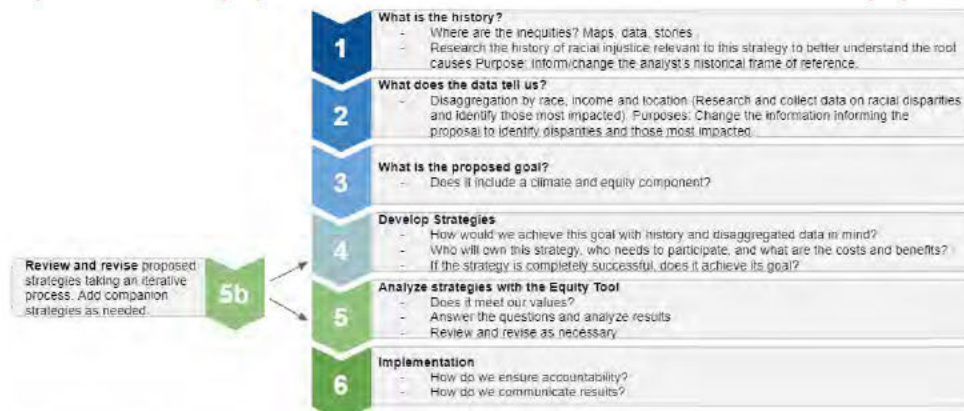 1
What is the history?
- Where are the inequities? Maps, data, stories
- Research the history of racial injustice relevant to this strategy to better understand the root
causes Purpose: Inform/change the analyst's historical frame of reference.
2
What does the data tell us?
- Disaggregation by race, income and location (Research and collect data on racial disparities
and identify those most impacted). Purposes: Change the information informing the
proposal to identify disparities and those most impacted.
3
What is the proposed goal?
- Does it include a climate and equity component?
4
Develop Strategies
- How would we achieve this goal with history and disaggregated data in mind?
- Who will own this strategy, who needs to participate, and what are the costs and benefits?
- If the strategy is completely successful, does it achieve its goal?
Review and revise proposed
strategies taking an iterative
process. Add companion
strategies as needed.
5b
5
Analyze strategies with the Equity Tool
- Does it meet our values?
- Answer the questions and analyze results
- Review and revise as necessary
6
Implementation
- How do we ensure accountability?
- How do we communicate results?